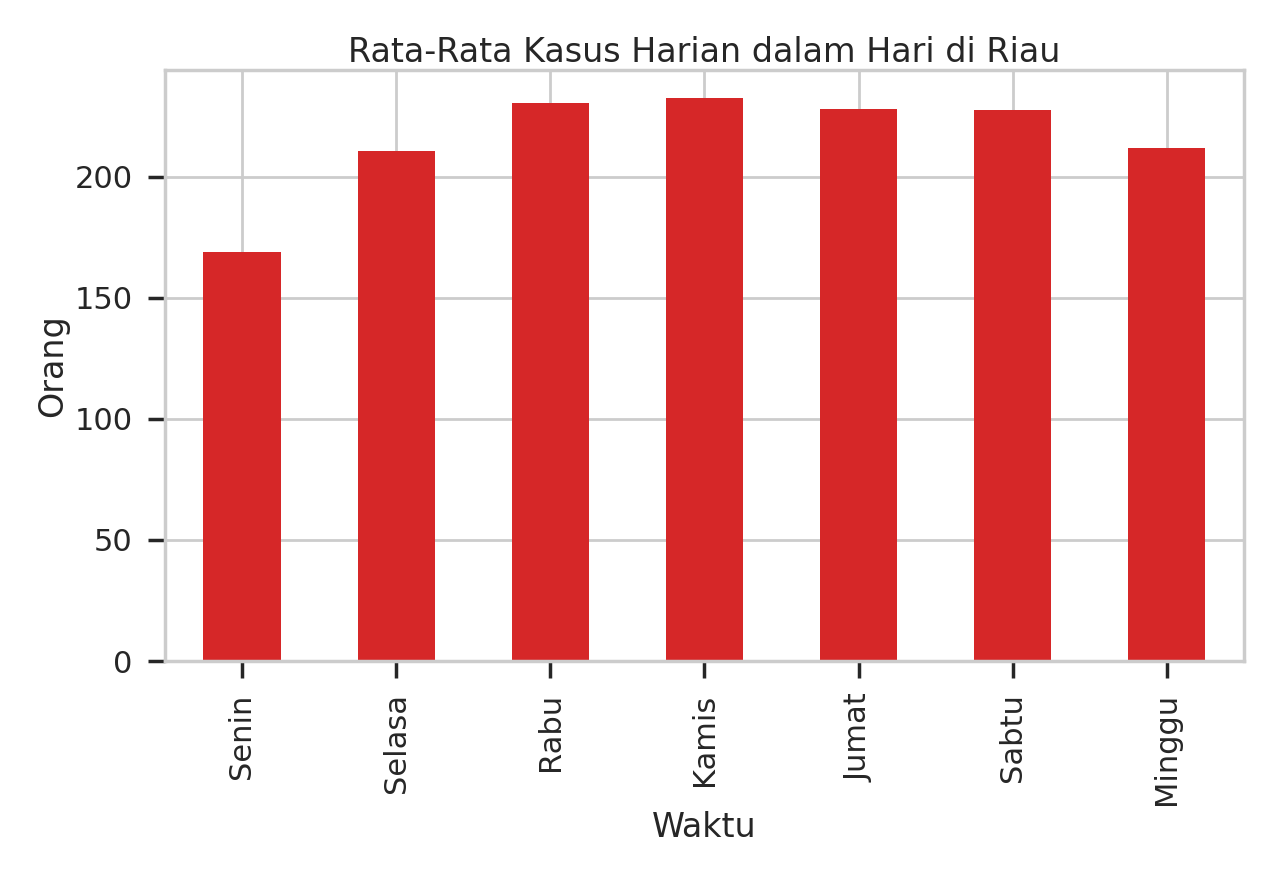 Rata-Rata Kasus Harian dalam Hari di Riau
Orang
200
150
100
50
0
Senin
Selasa
Rabu
Kamis
Jumat
Sabtu
Minggu
Waktu